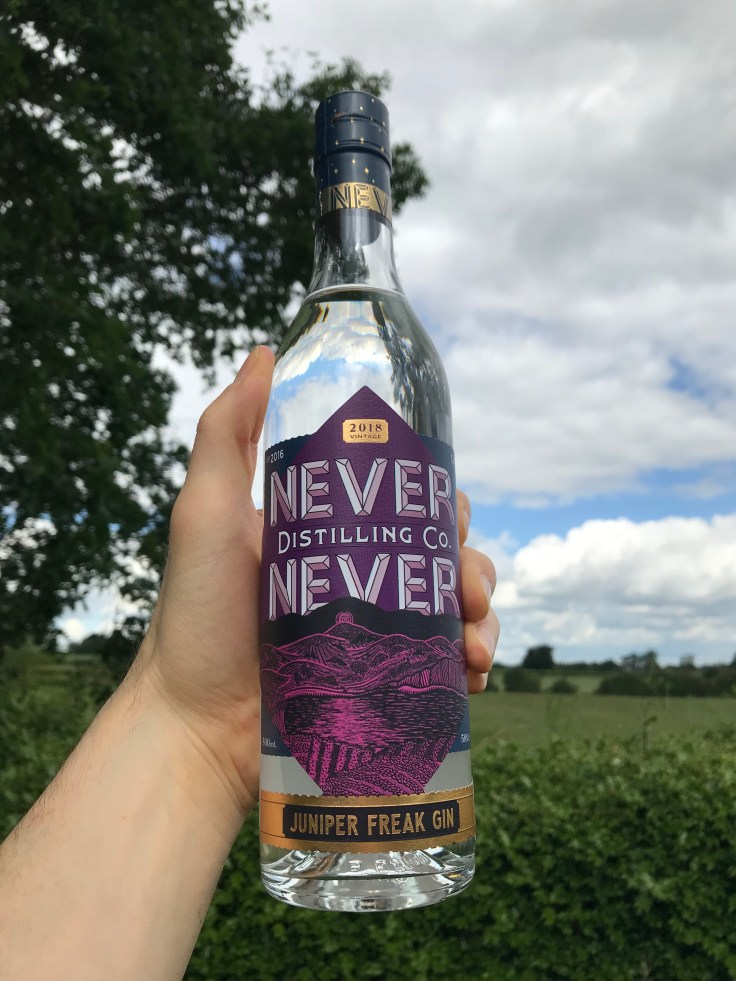 NEV
2018
VINTAGE
2016
NEVER
DISTILLING CO.
NEVER
JUNIPER FREAK GIN